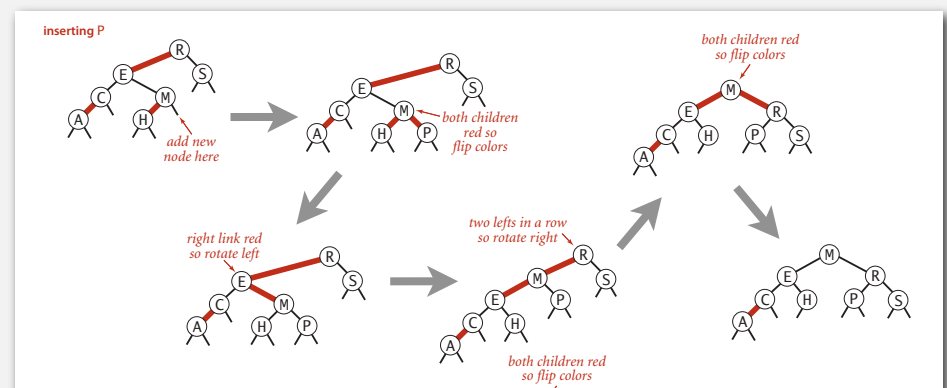 inserting P
R
E
S
C
M
A
H
add new
node here
R
E
S
C
M
A
H
P
both children
red so
flip colors
both children red
so flip colors
M
E
R
C
H
P
S
A
right link red
so rotate left
R
E
S
C
M
A
H
P
two lefts in a row
so rotate right
R
M
S
E
P
C
H
A
both children red
so flip colors
M
E
R
C
H
P
S
A